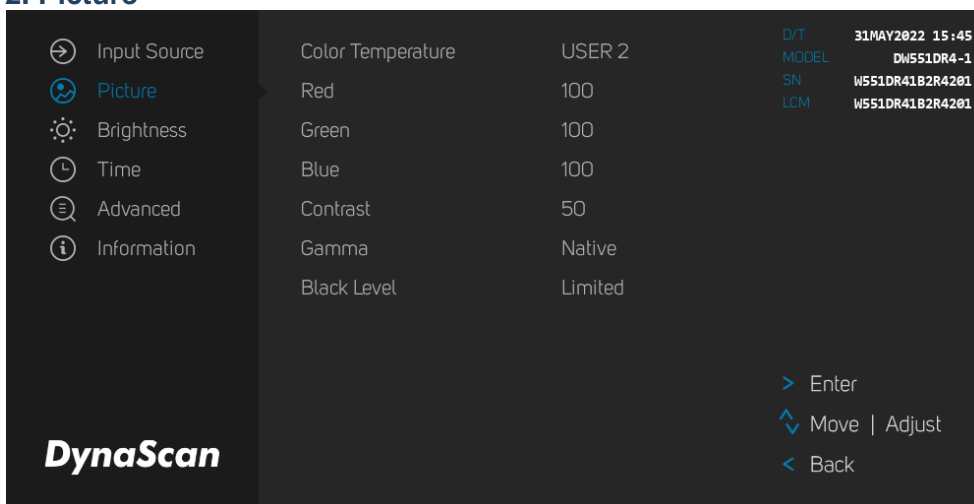 2. Picture
Input Source
Picture
Brightness
Time
Advanced
Information
DynaScan
Color Temperature USER 2
Red 100
Green 100
Blue 100
Contrast 50
Gamma Native
Black Level Limited
D/T 31MAY2022 15:45
MODEL DW551DR4-1
SN W551DR41B2R4201
LCM W551DR41B2R4201
> Enter
Move | Adjust
< Back